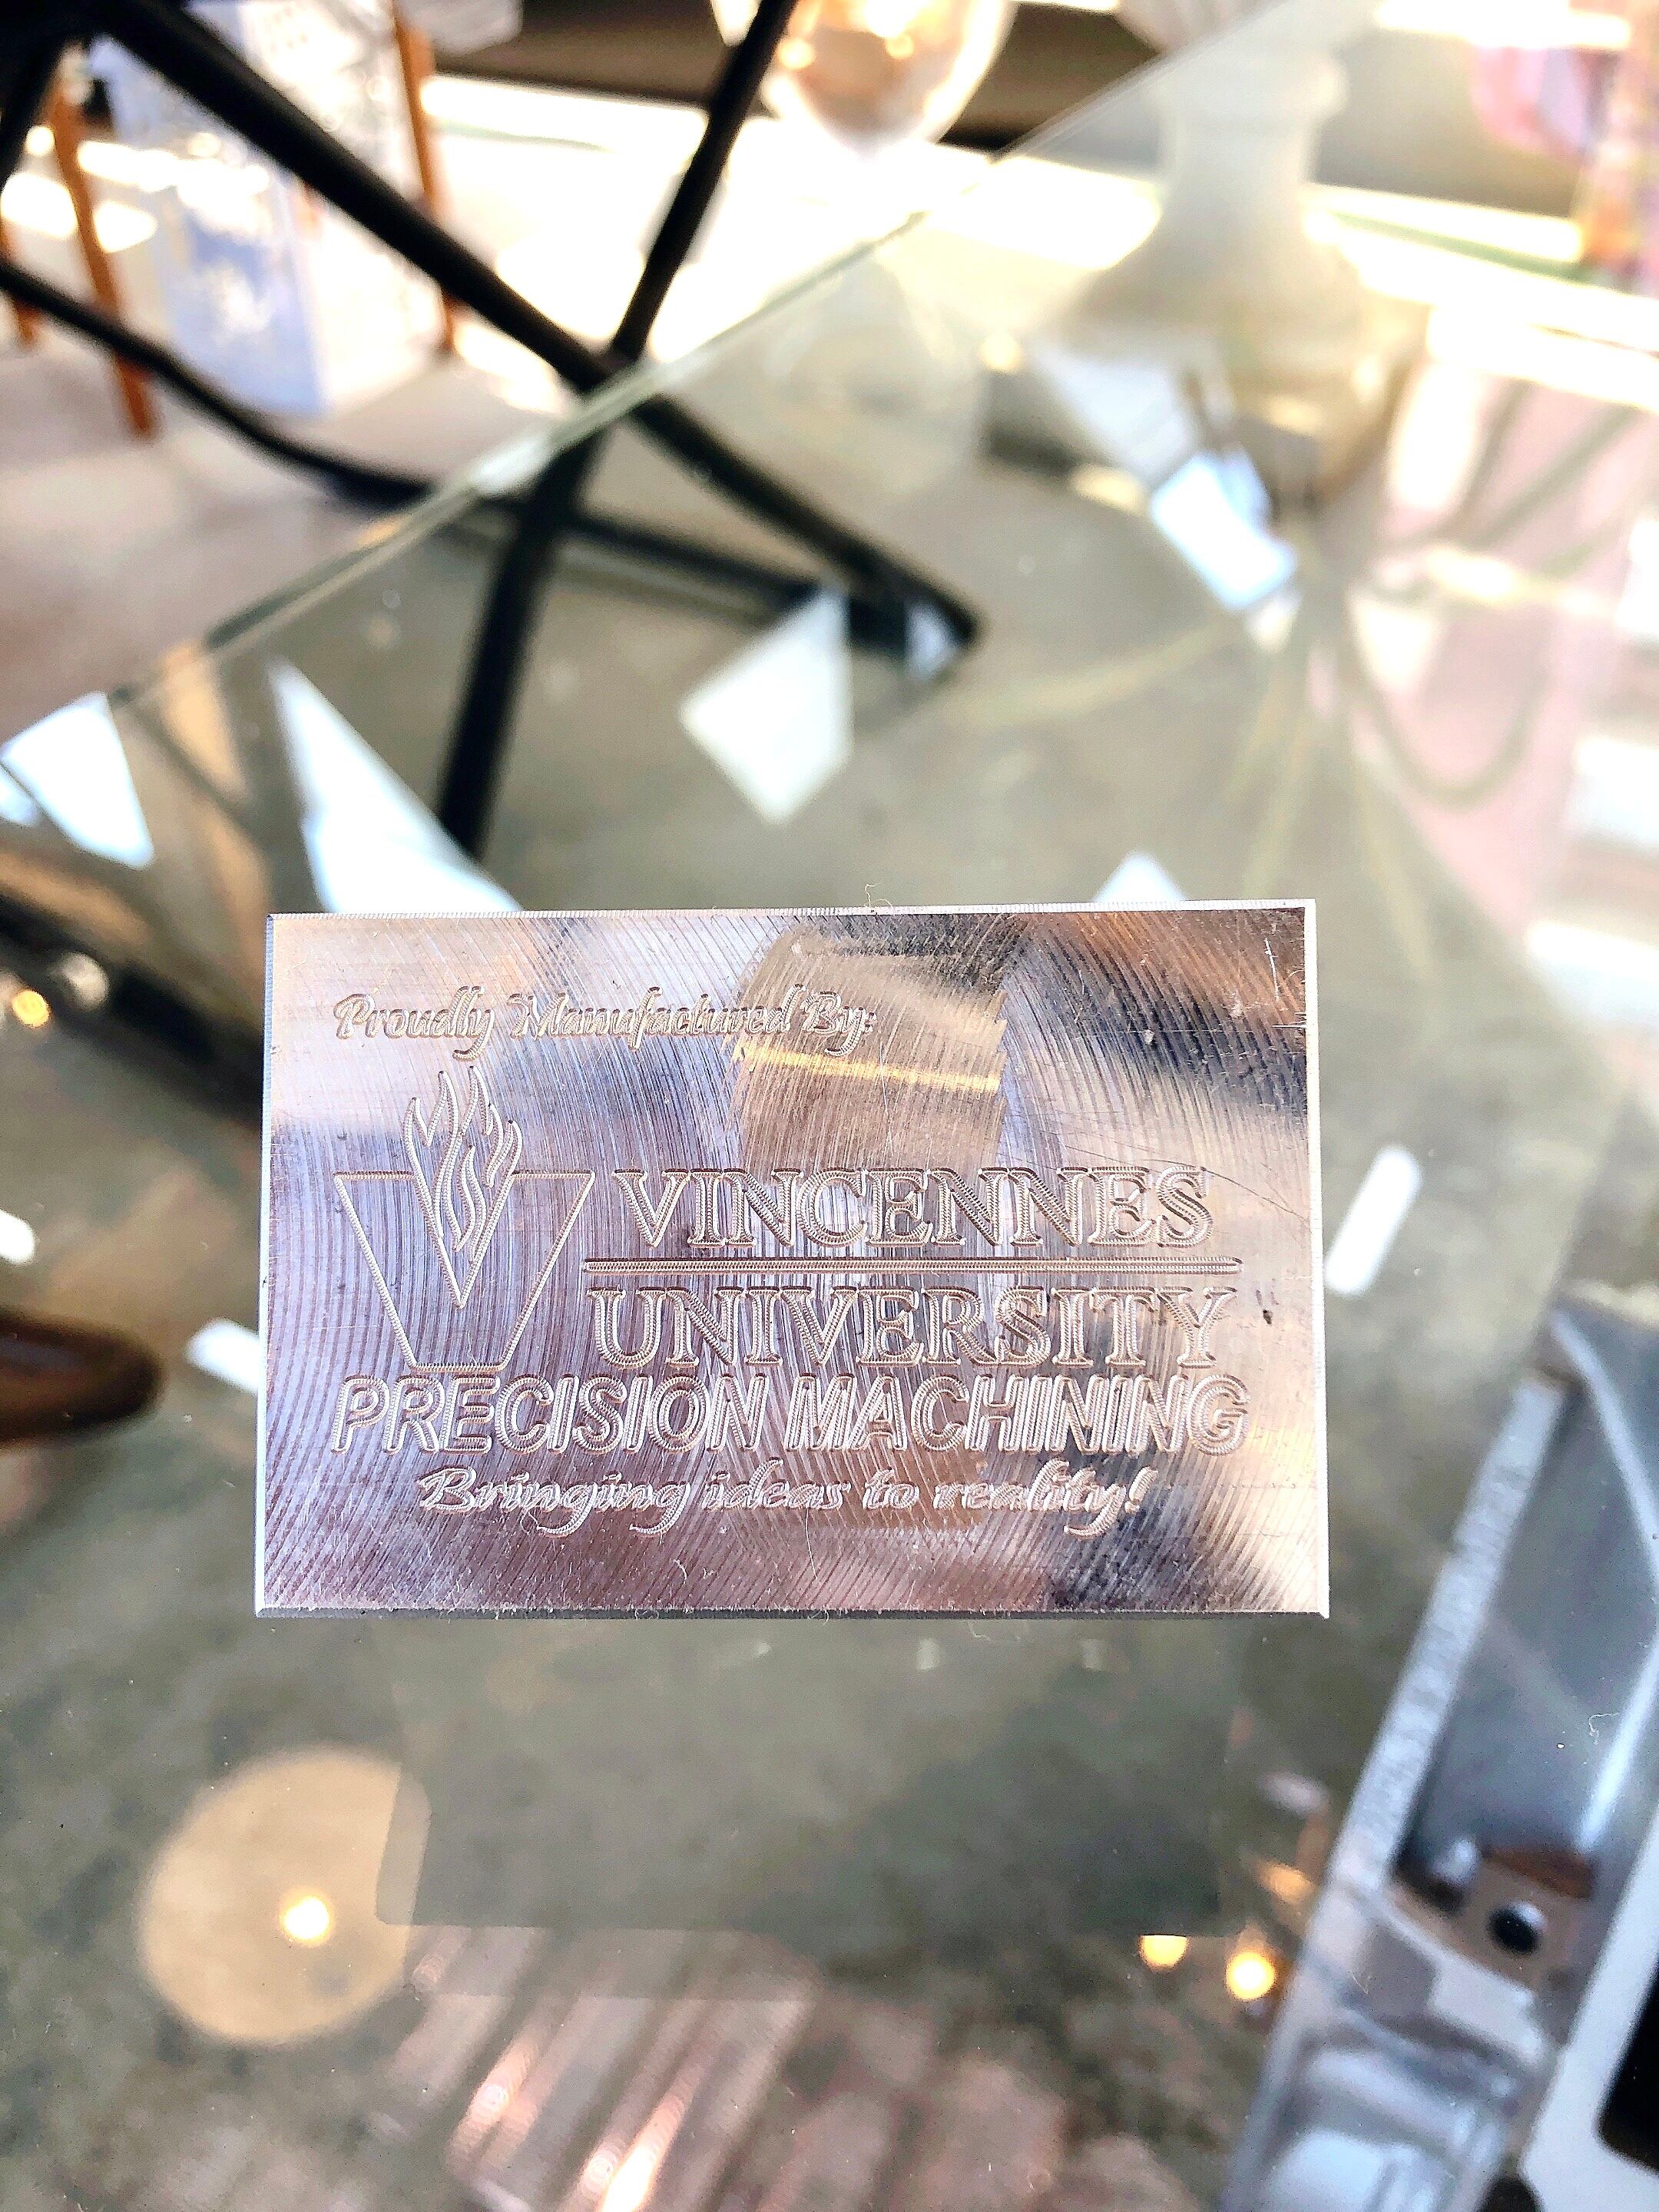 Proudly Manufactured By:
VINCENNES
UNIVERSITY
PRECISION MACHINING
Bringing ideas to reality!